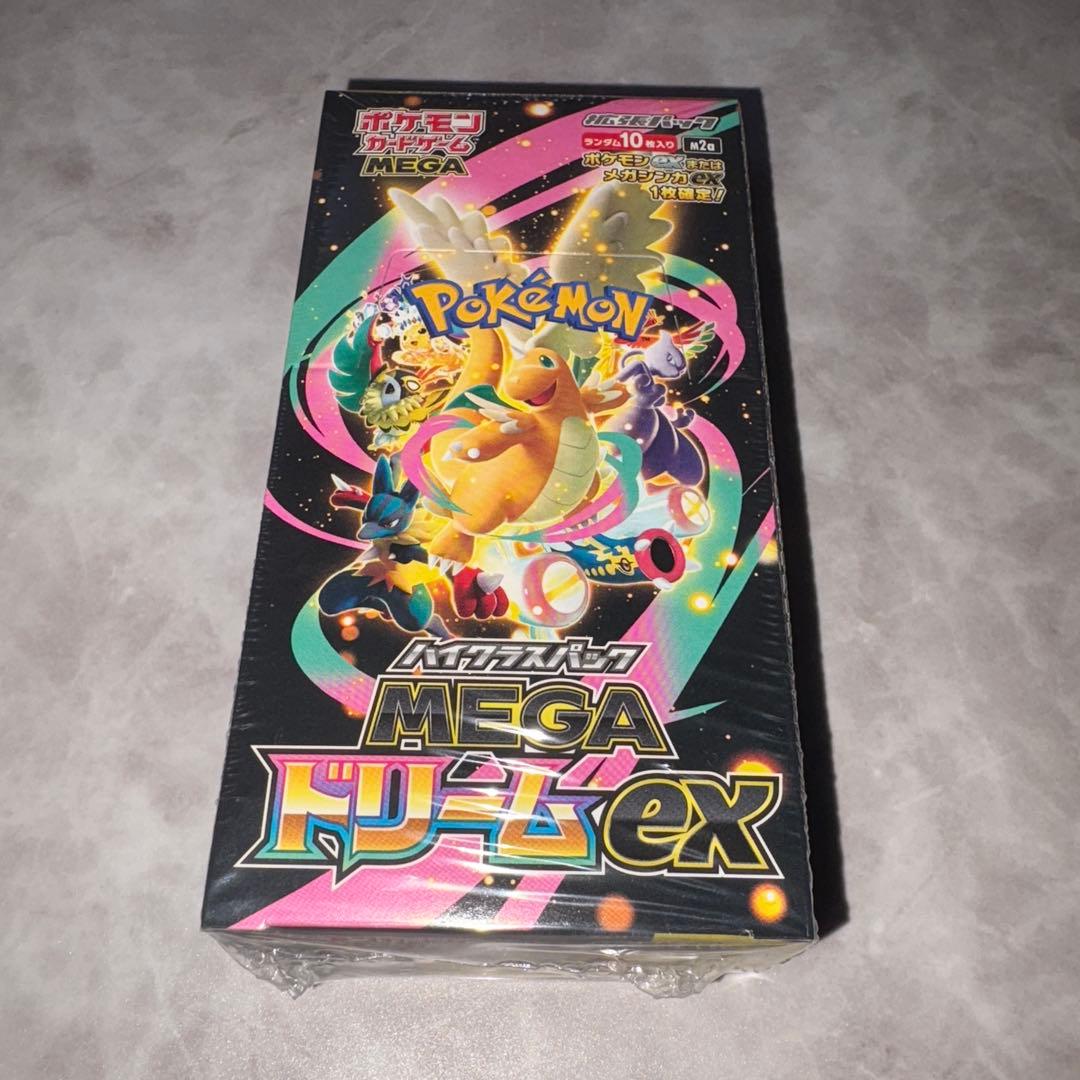 ポケモン
カードゲーム
MEGA
拡張パック
ランダム10枚入り M2a
ポケモンexまたは
メガシンカex
1枚確定!
POKÉMON
TM
ハイクラスパック
MEGA
ドリームex